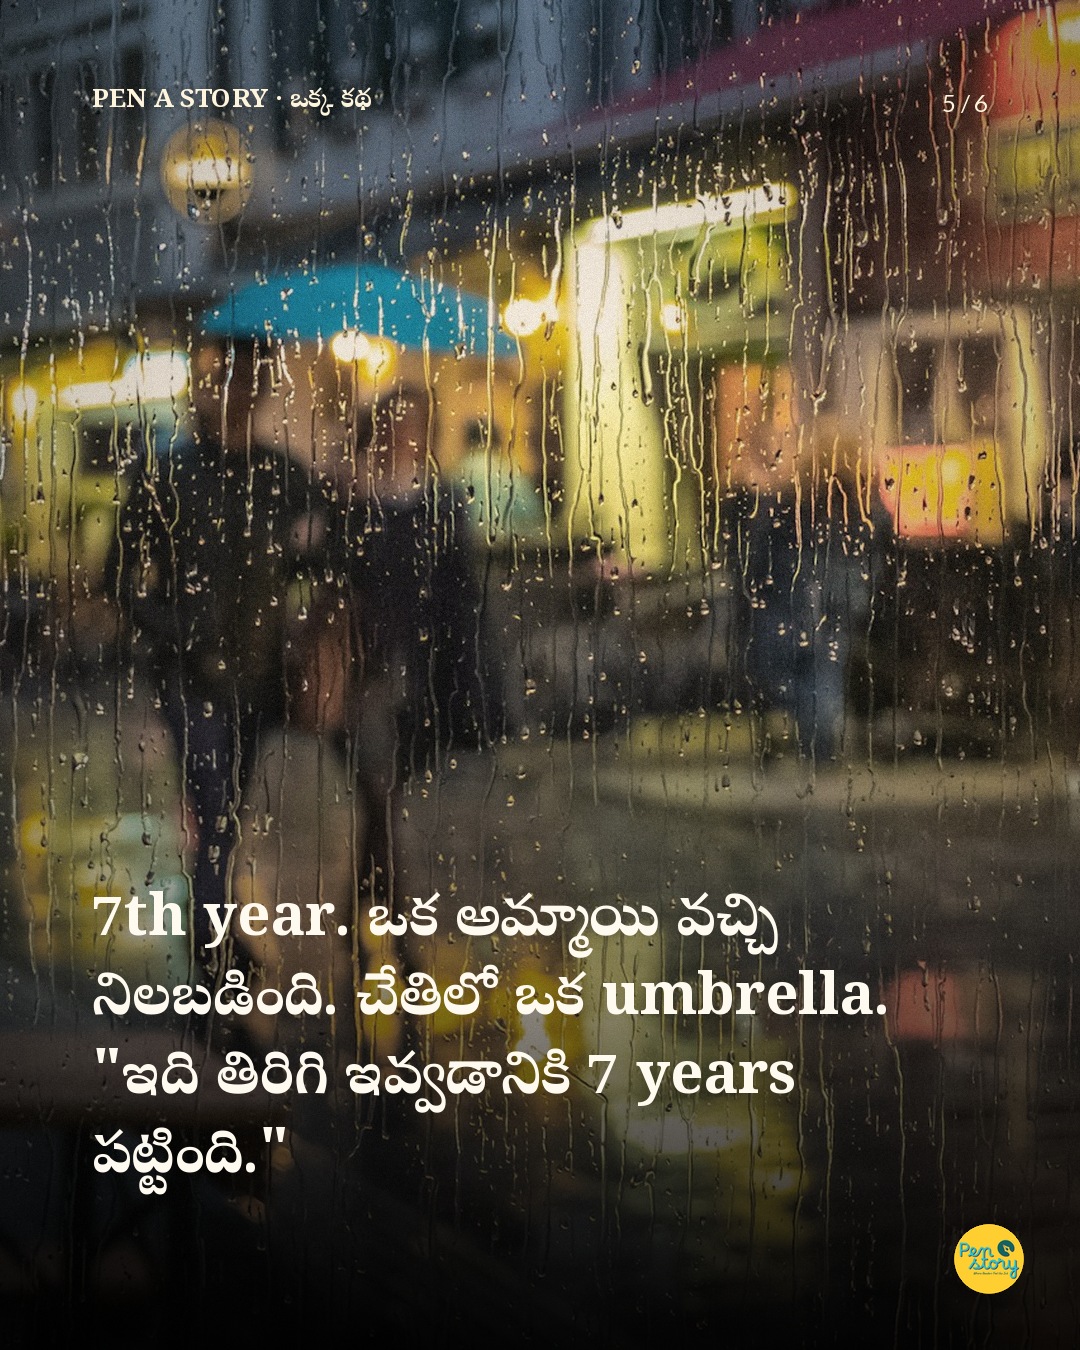 PEN A STORY · ఒక్క కథ
5/6
7th year. ఒక అమ్మాయి వచ్చి
నిలబడింది. చేతిలో ఒక umbrella.
"ఇది తిరిగి ఇవ్వడానికి 7 years
పట్టింది."
Pen
story